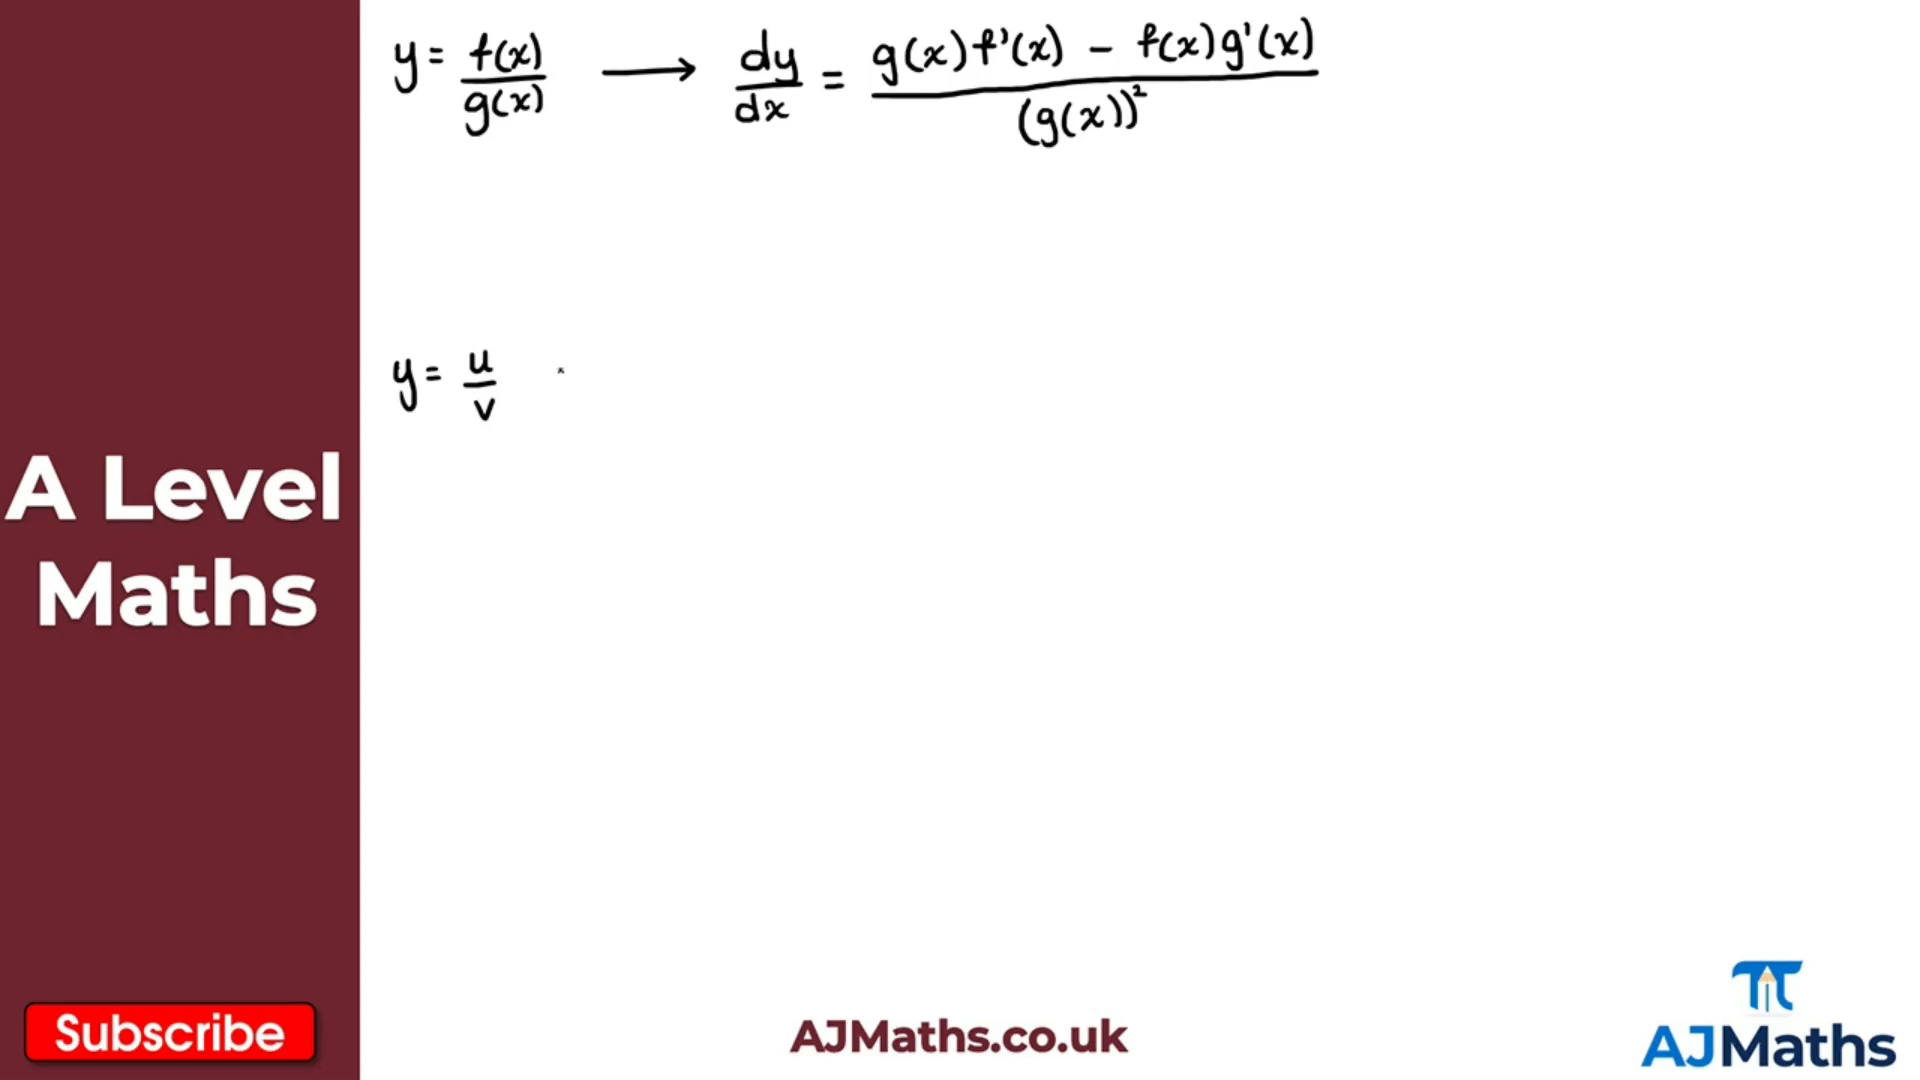 y = f(x)/g(x) → dy/dx = g(x)f'(x) - f(x)g'(x)/(g(x))²
y = u/v
A Level
Maths
Subscribe
AJMaths.co.uk
AJMaths